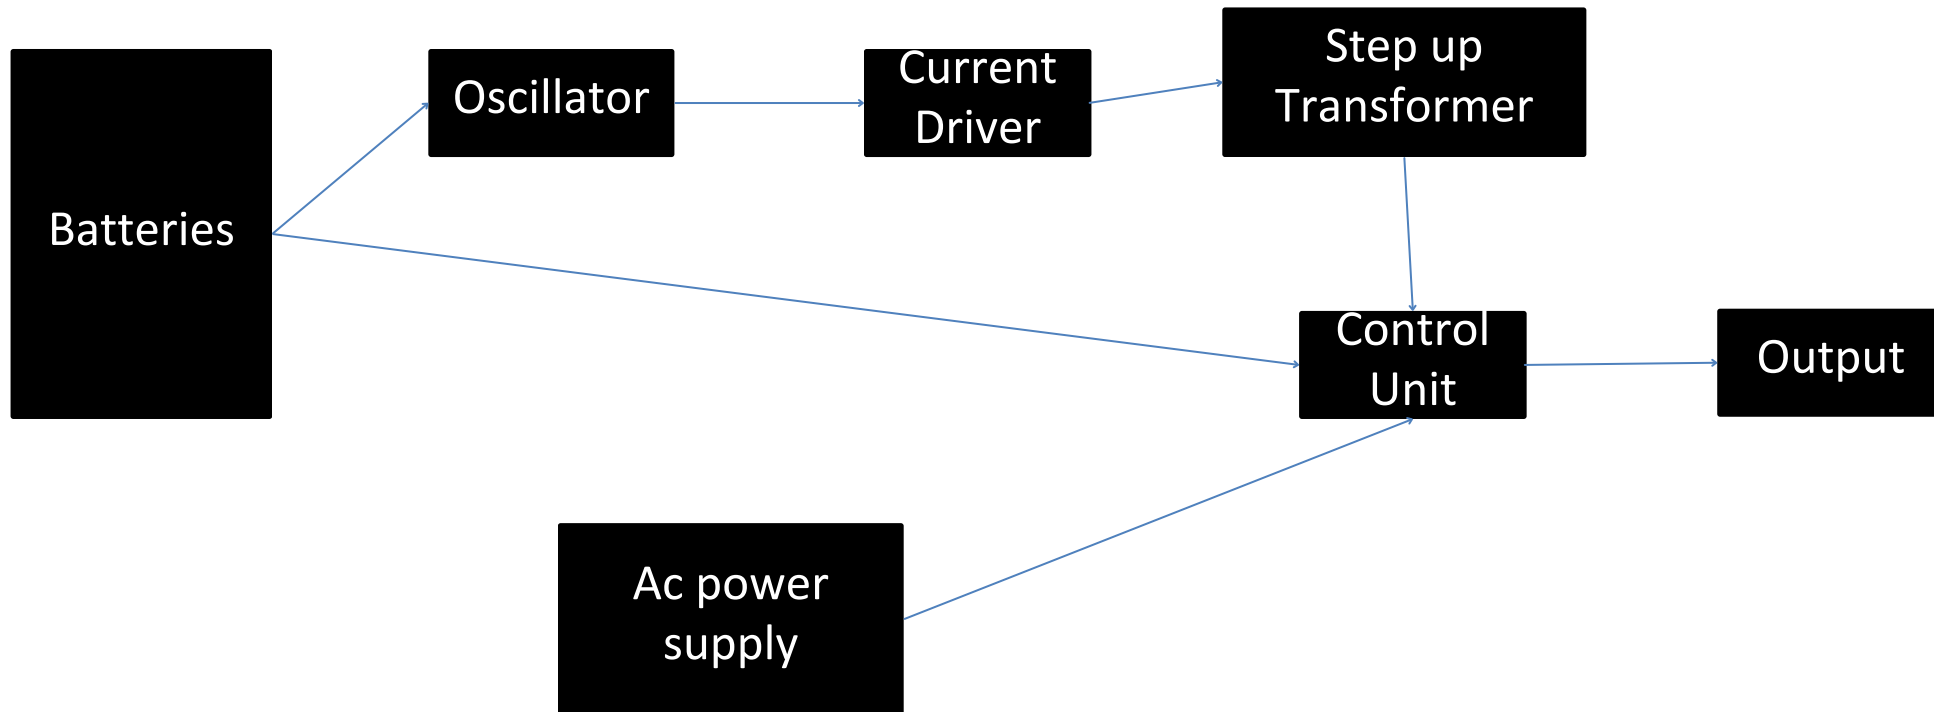 Batteries
Oscillator
Current
Driver
Step up
Transformer
Control
Unit
Output
Ac power
supply